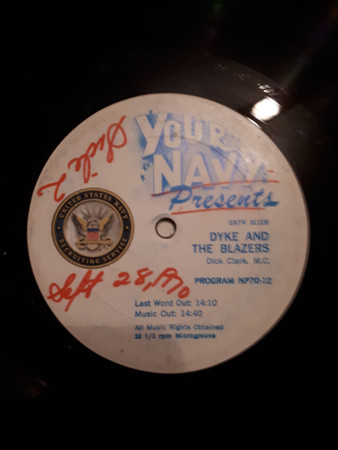 Side 2
YOUR
NAVY
Presents
UNITED STATES NAVY
RECRUITING SERVICE
DYKE AND
THE BLAZERS
Dick Clark, M.C.
Sept 28, 1970
PROGRAM NP70-12
Last Word Out: 14:10
Music Out: 14:40
All Music Rights Obtained
33 1/3 rpm Microgroove